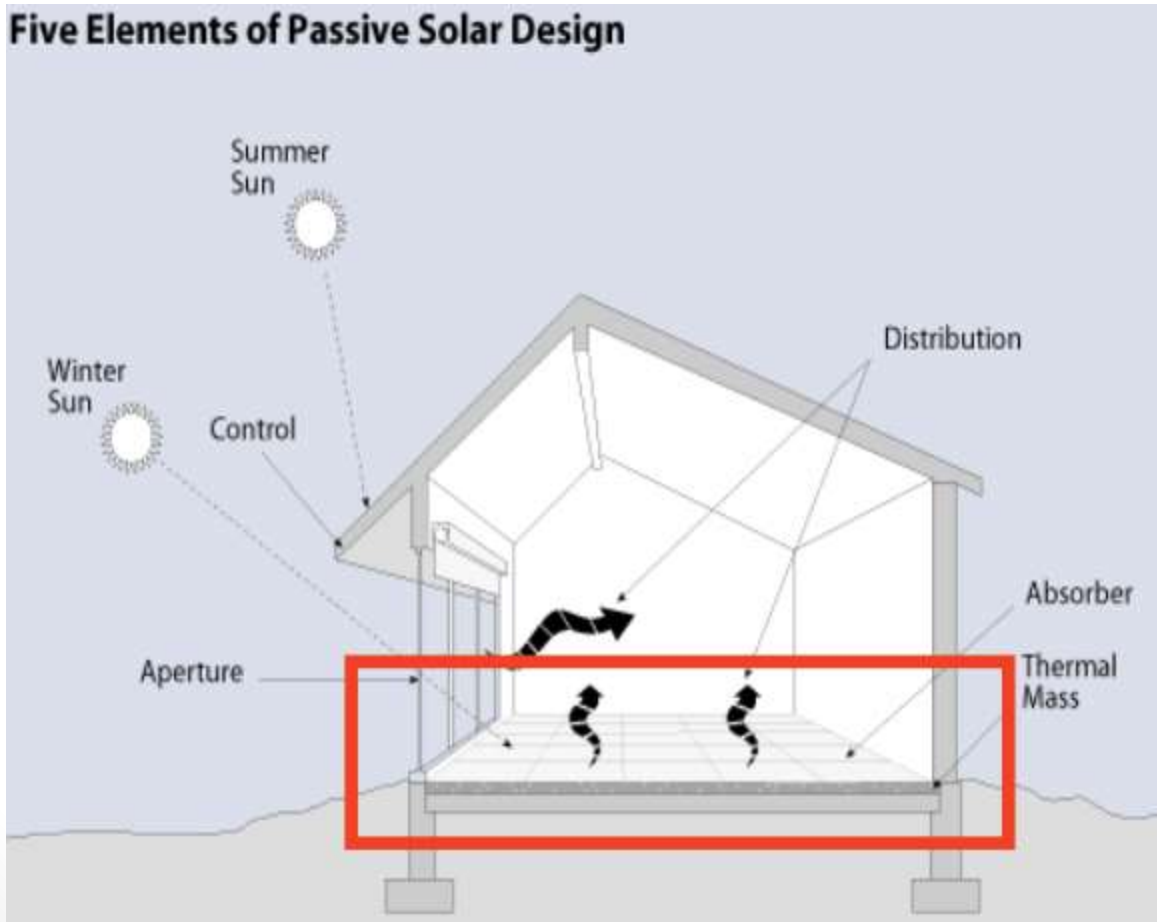 Five Elements of Passive Solar Design
Summer
Sun
Winter
Sun
Control
Distribution
Absorber
Aperture
Thermal
Mass